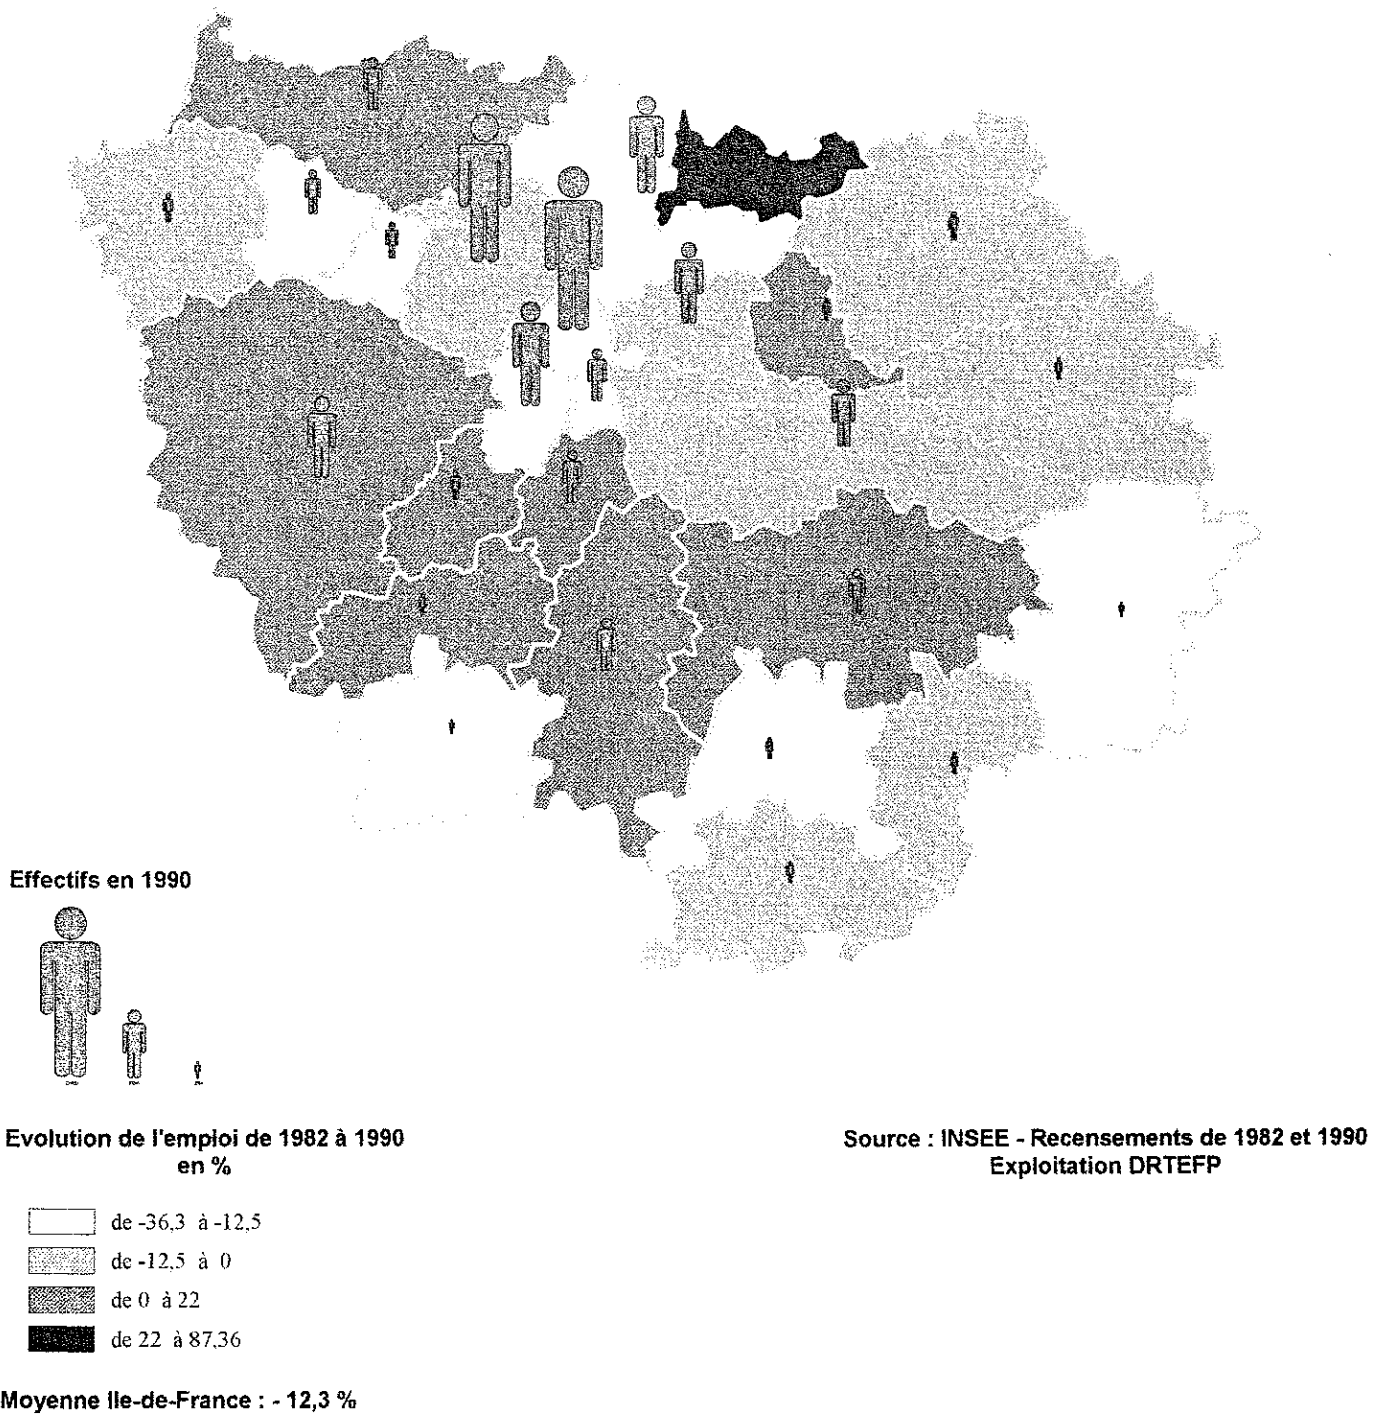 Effectifs en 1990
Evolution de l'emploi de 1982 à 1990
en %
de -36,3 à -12,5
de -12,5 à 0
de 0 à 22
de 22 à 87,36
Moyenne Ile-de-France : - 12,3 %
Source : INSEE - Recensements de 1982 et 1990
Exploitation DRTEFP